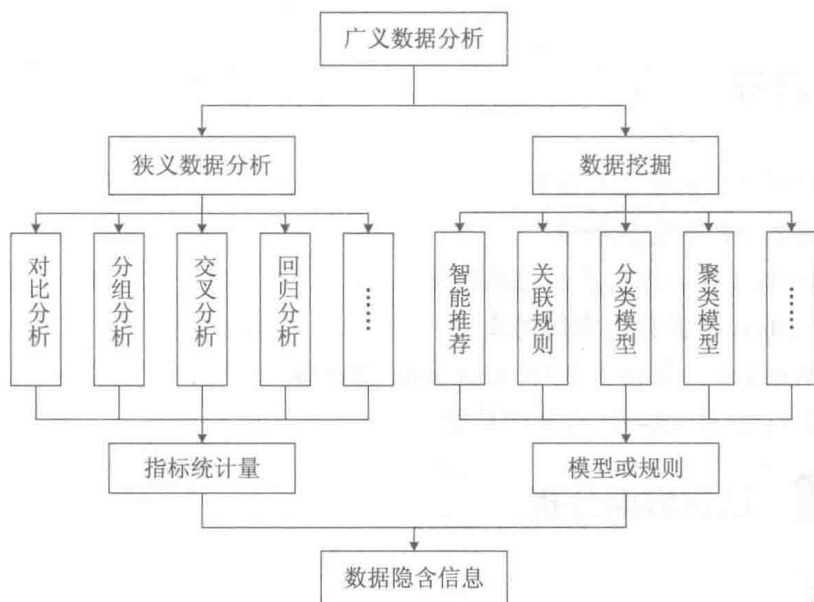 广义数据分析
狭义数据分析
数据挖掘
对比分析
分组分析
交叉分析
回归分析
……
智能推荐
关联规则
分类模型
聚类模型
……
指标统计量
模型或规则
数据隐含信息